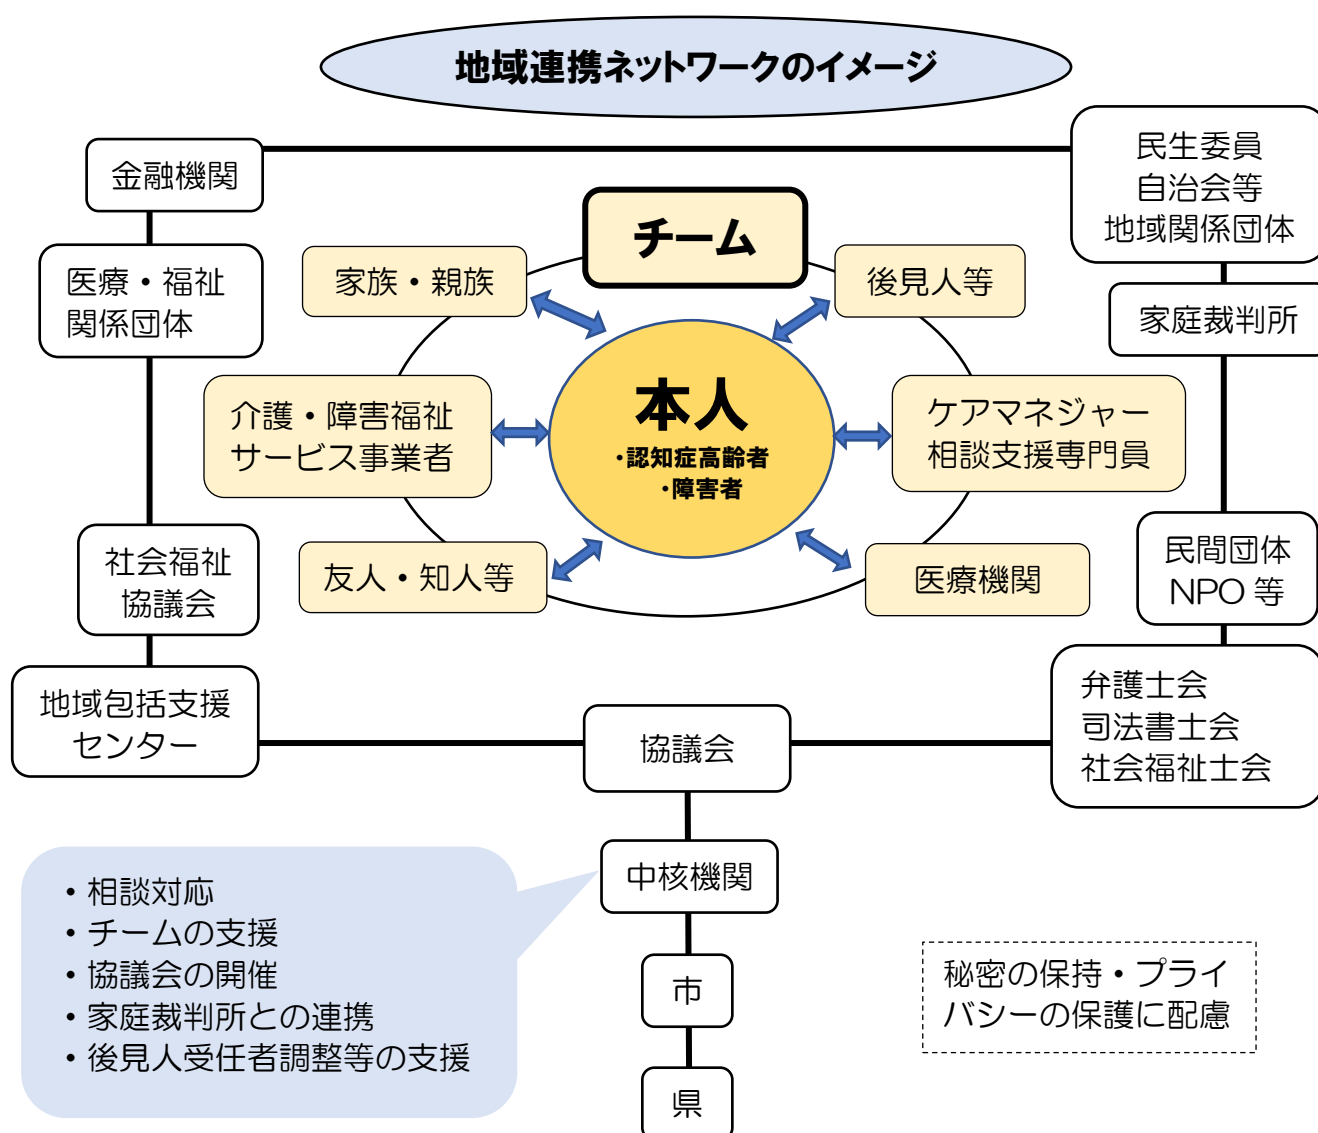 地域連携ネットワークのイメージ
金融機関
民生委員
自治会等
地域関係団体
チーム
医療・福祉
関係団体
家族・親族
後見人等
家庭裁判所
本人
・認知症高齢者
・障害者
介護・障害福祉
サービス事業者
ケアマネジャー
相談支援専門員
社会福祉
協議会
友人・知人等
医療機関
民間団体
NPO 等
地域包括支援
センター
協議会
弁護士会
司法書士会
社会福祉士会
中核機関
・相談対応
・チームの支援
・協議会の開催
・家庭裁判所との連携
・後見人受任者調整等の支援
市
秘密の保持・プライ
バシーの保護に配慮
県